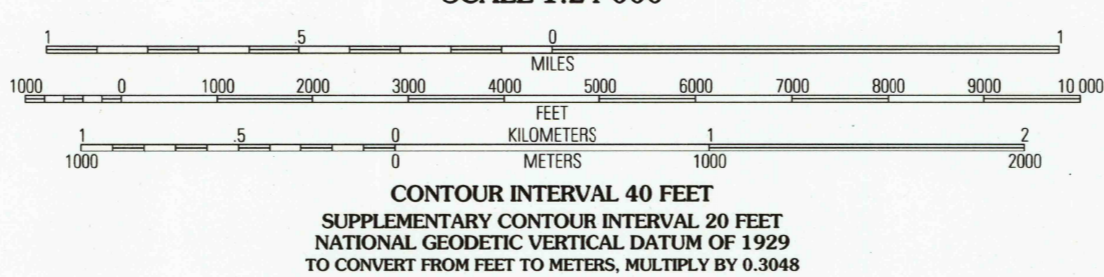 1 .5 0 1
MILES
1000 0 1000 2000 3000 4000 5000 6000 7000 8000 9000 10 000
FEET
1 .5 0 KILOMETERS 1 2
1000 0 METERS 1000 2000
CONTOUR INTERVAL 40 FEET
SUPPLEMENTARY CONTOUR INTERVAL 20 FEET
NATIONAL GEODETIC VERTICAL DATUM OF 1929
TO CONVERT FROM FEET TO METERS, MULTIPLY BY 0.3048